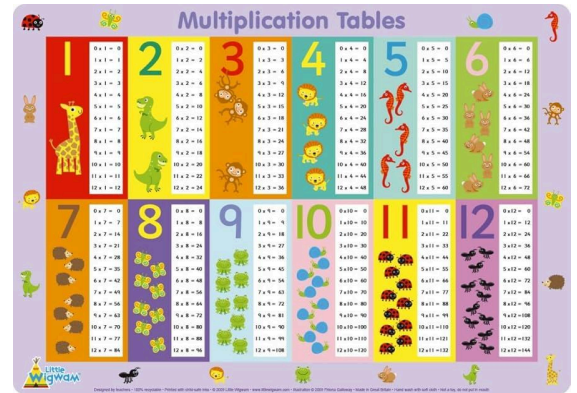 Multiplication Tables
1
0 x 1 = 0
1 x 1 = 1
2 x 1 = 2
3 x 1 = 3
4 x 1 = 4
5 x 1 = 5
6 x 1 = 6
7 x 1 = 7
8 x 1 = 8
9 x 1 = 9
10 x 1 = 10
11 x 1 = 11
12 x 1 = 12
2
0 x 2 = 0
1 x 2 = 2
2 x 2 = 4
3 x 2 = 6
4 x 2 = 8
5 x 2 = 10
6 x 2 = 12
7 x 2 = 14
8 x 2 = 16
9 x 2 = 18
10 x 2 = 20
11 x 2 = 22
12 x 2 = 24
3
0 x 3 = 0
1 x 3 = 3
2 x 3 = 6
3 x 3 = 9
4 x 3 = 12
5 x 3 = 15
6 x 3 = 18
7 x 3 = 21
8 x 3 = 24
9 x 3 = 27
10 x 3 = 30
11 x 3 = 33
12 x 3 = 36
4
0 x 4 = 0
1 x 4 = 4
2 x 4 = 8
3 x 4 = 12
4 x 4 = 16
5 x 4 = 20
6 x 4 = 24
7 x 4 = 28
8 x 4 = 32
9 x 4 = 36
10 x 4 = 40
11 x 4 = 44
12 x 4 = 48
5
0 x 5 = 0
1 x 5 = 5
2 x 5 = 10
3 x 5 = 15
4 x 5 = 20
5 x 5 = 25
6 x 5 = 30
7 x 5 = 35
8 x 5 = 40
9 x 5 = 45
10 x 5 = 50
11 x 5 = 55
12 x 5 = 60
6
0 x 6 = 0
1 x 6 = 6
2 x 6 = 12
3 x 6 = 18
4 x 6 = 24
5 x 6 = 30
6 x 6 = 36
7 x 6 = 42
8 x 6 = 48
9 x 6 = 54
10 x 6 = 60
11 x 6 = 66
12 x 6 = 72
7
0 x 7 = 0
1 x 7 = 7
2 x 7 = 14
3 x 7 = 21
4 x 7 = 28
5 x 7 = 35
6 x 7 = 42
7 x 7 = 49
8 x 7 = 56
9 x 7 = 63
10 x 7 = 70
11 x 7 = 77
12 x 7 = 84
8
0 x 8 = 0
1 x 8 = 8
2 x 8 = 16
3 x 8 = 24
4 x 8 = 32
5 x 8 = 40
6 x 8 = 48
7 x 8 = 56
8 x 8 = 64
9 x 8 = 72
10 x 8 = 80
11 x 8 = 88
12 x 8 = 96
9
0 x 9 = 0
1 x 9 = 9
2 x 9 = 18
3 x 9 = 27
4 x 9 = 36
5 x 9 = 45
6 x 9 = 54
7 x 9 = 63
8 x 9 = 72
9 x 9 = 81
10 x 9 = 90
11 x 9 = 99
12 x 9 = 108
10
0 x 10 = 0
1 x 10 = 10
2 x 10 = 20
3 x 10 = 30
4 x 10 = 40
5 x 10 = 50
6 x 10 = 60
7 x 10 = 70
8 x 10 = 80
9 x 10 = 90
10 x 10 = 100
11 x 10 = 110
12 x 10 = 120
11
0 x 11 = 0
1 x 11 = 11
2 x 11 = 22
3 x 11 = 33
4 x 11 = 44
5 x 11 = 55
6 x 11 = 66
7 x 11 = 77
8 x 11 = 88
9 x 11 = 99
10 x 11 = 110
11 x 11 = 121
12 x 11 = 132
12
0 x 12 = 0
1 x 12 = 12
2 x 12 = 24
3 x 12 = 36
4 x 12 = 48
5 x 12 = 60
6 x 12 = 72
7 x 12 = 84
8 x 12 = 96
9 x 12 = 108
10 x 12 = 120
11 x 12 = 132
12 x 12 = 144
Little
Wigwam